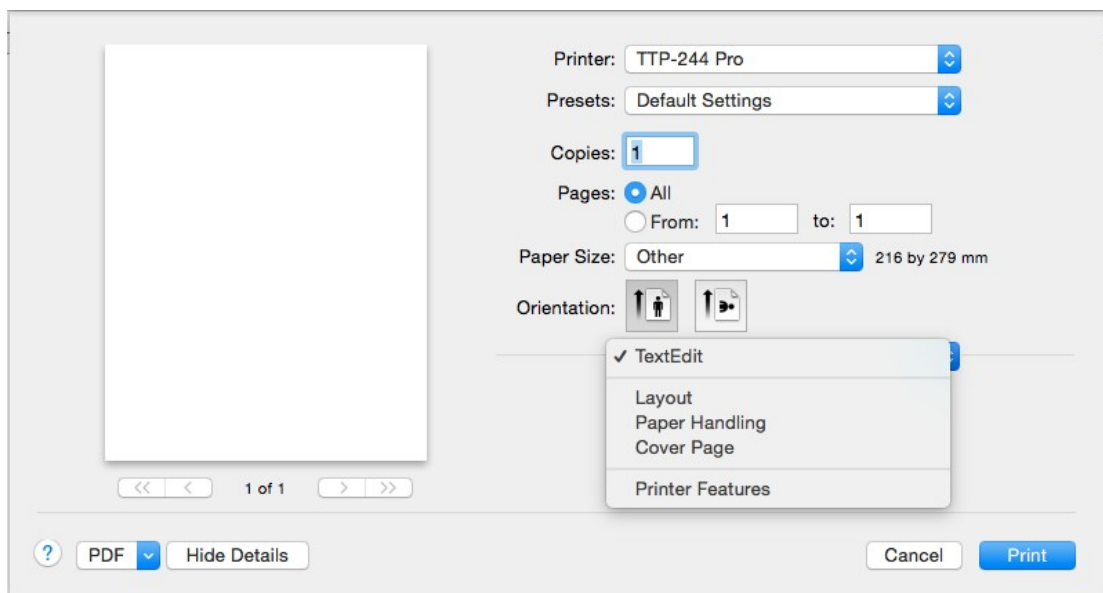 Printer: TTP-244 Pro
Presets: Default Settings
Copies: 1
Pages: All
From: 1 to: 1
Paper Size: Other 216 by 279 mm
Orientation:
✓ TextEdit
Layout
Paper Handling
Cover Page
Printer Features
<< < 1 of 1 > >>
? PDF Hide Details Cancel Print